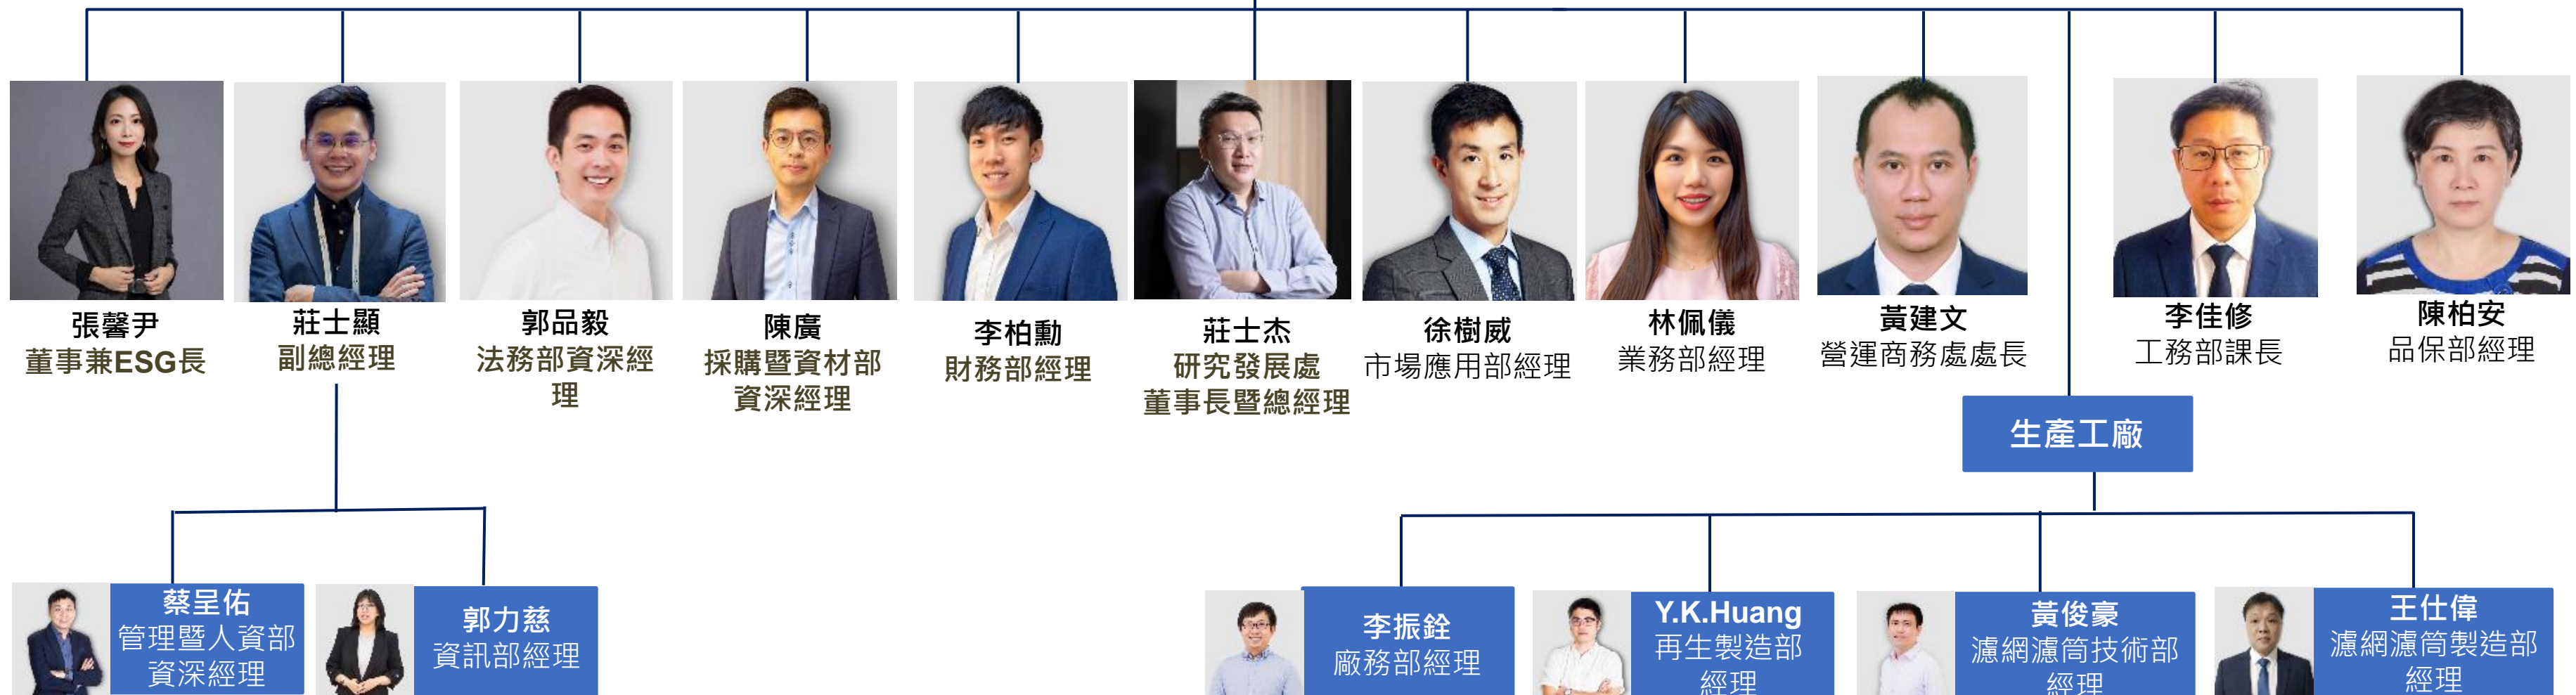 張馨尹
董事兼ESG長
莊士顯
副總經理
郭品毅
法務部資深經
理
陳廣
採購暨資材部
資深經理
李柏勳
財務部經理
莊士杰
研究發展處
董事長暨總經理
徐樹威
市場應用部經理
林佩儀
業務部經理
黃建文
營運商務處處長
李佳修
工務部課長
陳柏安
品保部經理
生產工廠
蔡呈佑
管理暨人資部
資深經理
郭力慈
資訊部經理
李振銓
廠務部經理
Y.K.Huang
再生製造部
經理
黃俊豪
濾網濾筒技術部
經理
王仕偉
濾網濾筒製造部
經理